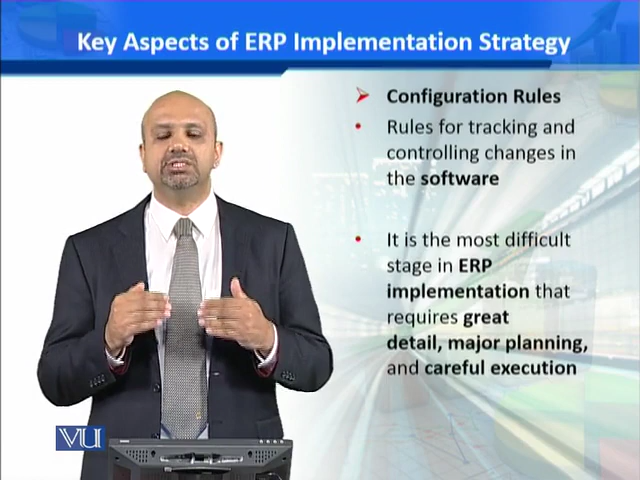 Key Aspects of ERP Implementation Strategy
Configuration Rules
Rules for tracking and
controlling changes in
the software
It is the most difficult
stage in ERP
implementation that
requires great
detail, major planning,
and careful execution
VU